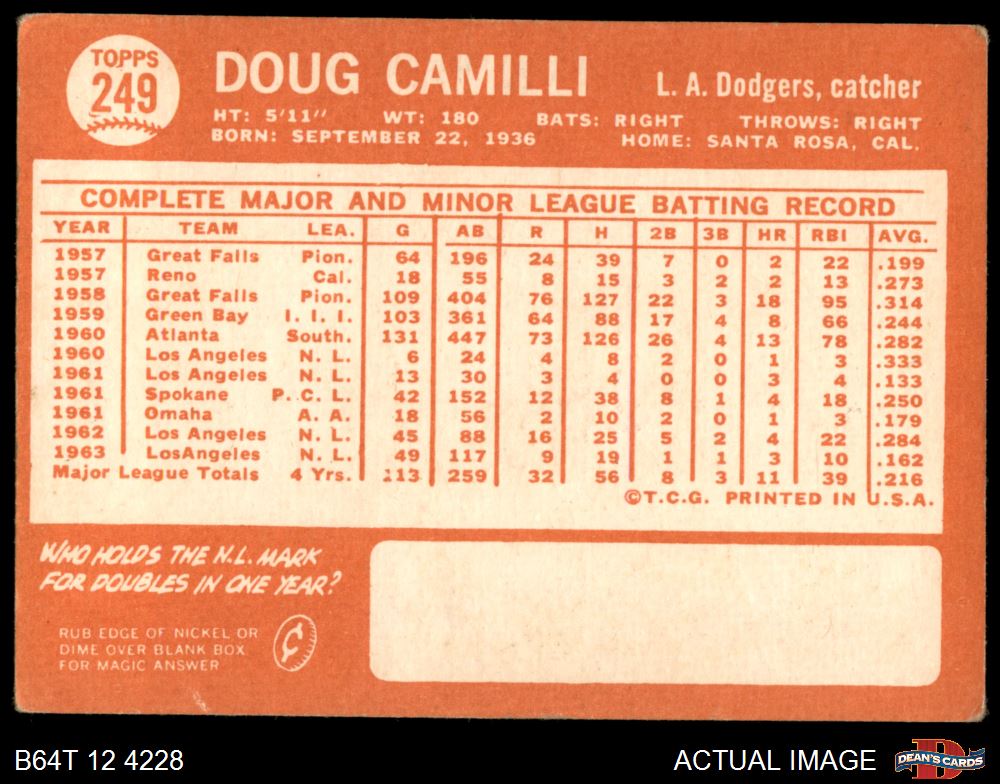 TOPPS
249
DOUG CAMILLI L. A. Dodgers, catcher
HT: 5'11" WT: 180 BATS: RIGHT THROWS: RIGHT
BORN: SEPTEMBER 22, 1936 HOME: SANTA ROSA, CAL.
COMPLETE MAJOR AND MINOR LEAGUE BATTING RECORD
YEAR TEAM LEA. G AB R H 2B 3B HR RBI AVG.
1957 Great Falls Pion. 64 196 24 39 7 0 2 22 .199
1957 Reno Cal. 18 55 8 15 3 2 2 13 .273
1958 Great Falls Pion. 109 404 76 127 22 3 18 95 .314
1959 Green Bay I. I. I. 103 361 64 88 17 4 8 66 .244
1960 Atlanta South. 131 447 73 126 26 4 13 78 .282
1960 Los Angeles N. L. 6 24 4 8 2 0 1 3 .333
1961 Los Angeles N. L. 13 30 3 4 0 0 3 4 .133
1961 Spokane P. C. L. 42 152 12 38 8 1 4 18 .250
1961 Omaha A. A. 18 56 2 10 2 0 1 3 .179
1962 Los Angeles N. L. 45 88 16 25 5 2 4 22 .284
1963 LosAngeles N. L. 49 117 9 19 1 1 3 10 .162
Major League Totals 4 Yrs. 113 259 32 56 8 3 11 39 .216
©T.C.G. PRINTED IN U.S.A.
WHO HOLDS THE N.L. MARK
FOR DOUBLES IN ONE YEAR?
RUB EDGE OF NICKEL OR
DIME OVER BLANK BOX
FOR MAGIC ANSWER
¢
B64T 12 4228 ACTUAL IMAGE DEAN'S CARDS